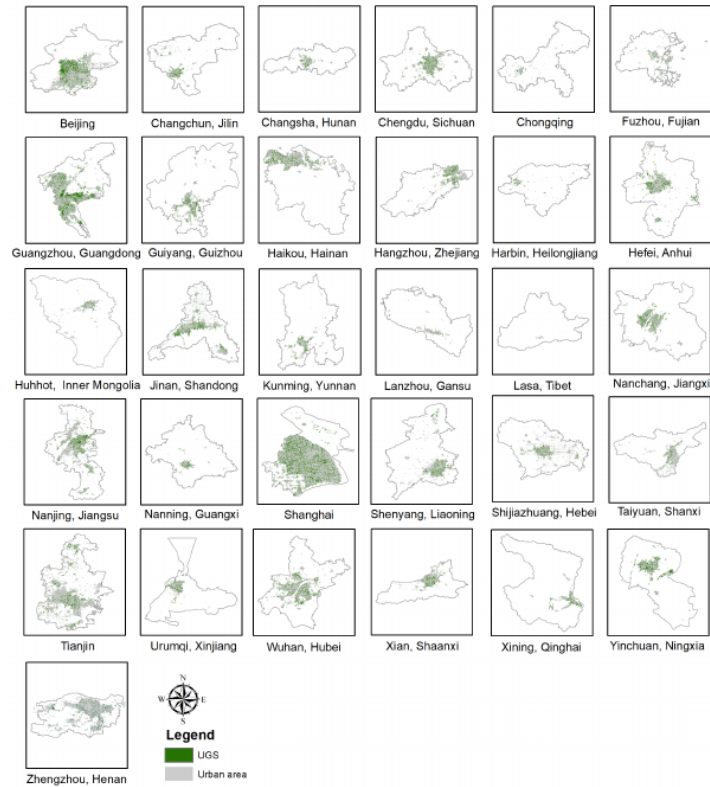 Beijing
Changchun, Jilin
Changsha, Hunan
Chengdu, Sichuan
Chongqing
Fuzhou, Fujian
Guangzhou, Guangdong
Guiyang, Guizhou
Haikou, Hainan
Hangzhou, Zhejiang
Harbin, Heilongjiang
Hefei, Anhui
Huhhot, Inner Mongolia
Jinan, Shandong
Kunming, Yunnan
Lanzhou, Gansu
Lasa, Tibet
Nanchang, Jiangxi
Nanjing, Jiangsu
Nanning, Guangxi
Shanghai
Shenyang, Liaoning
Shijiazhuang, Hebei
Taiyuan, Shanxi
Tianjin
Urumqi, Xinjiang
Wuhan, Hubei
Xian, Shaanxi
Xining, Qinghai
Yinchuan, Ningxia
Zhengzhou, Henan
N
W E
S
Legend
UGS
Urban area